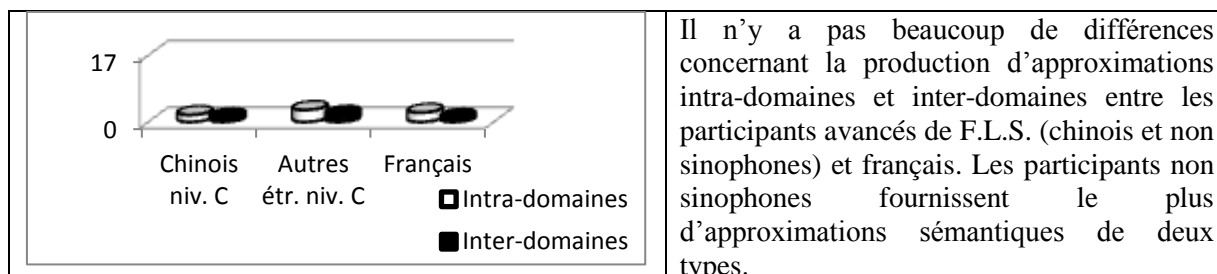 17
0
Chinois niv. C
Autres étr. niv. C
Français
Intra-domaines
Inter-domaines
Il n’y a pas beaucoup de différences
concernant la production d’approximations
intra-domaines et inter-domaines entre les
participants avancés de F.L.S. (chinois et non
sinophones) et français. Les participants non
sinophones fournissent le plus
d’approximations sémantiques de deux
types.